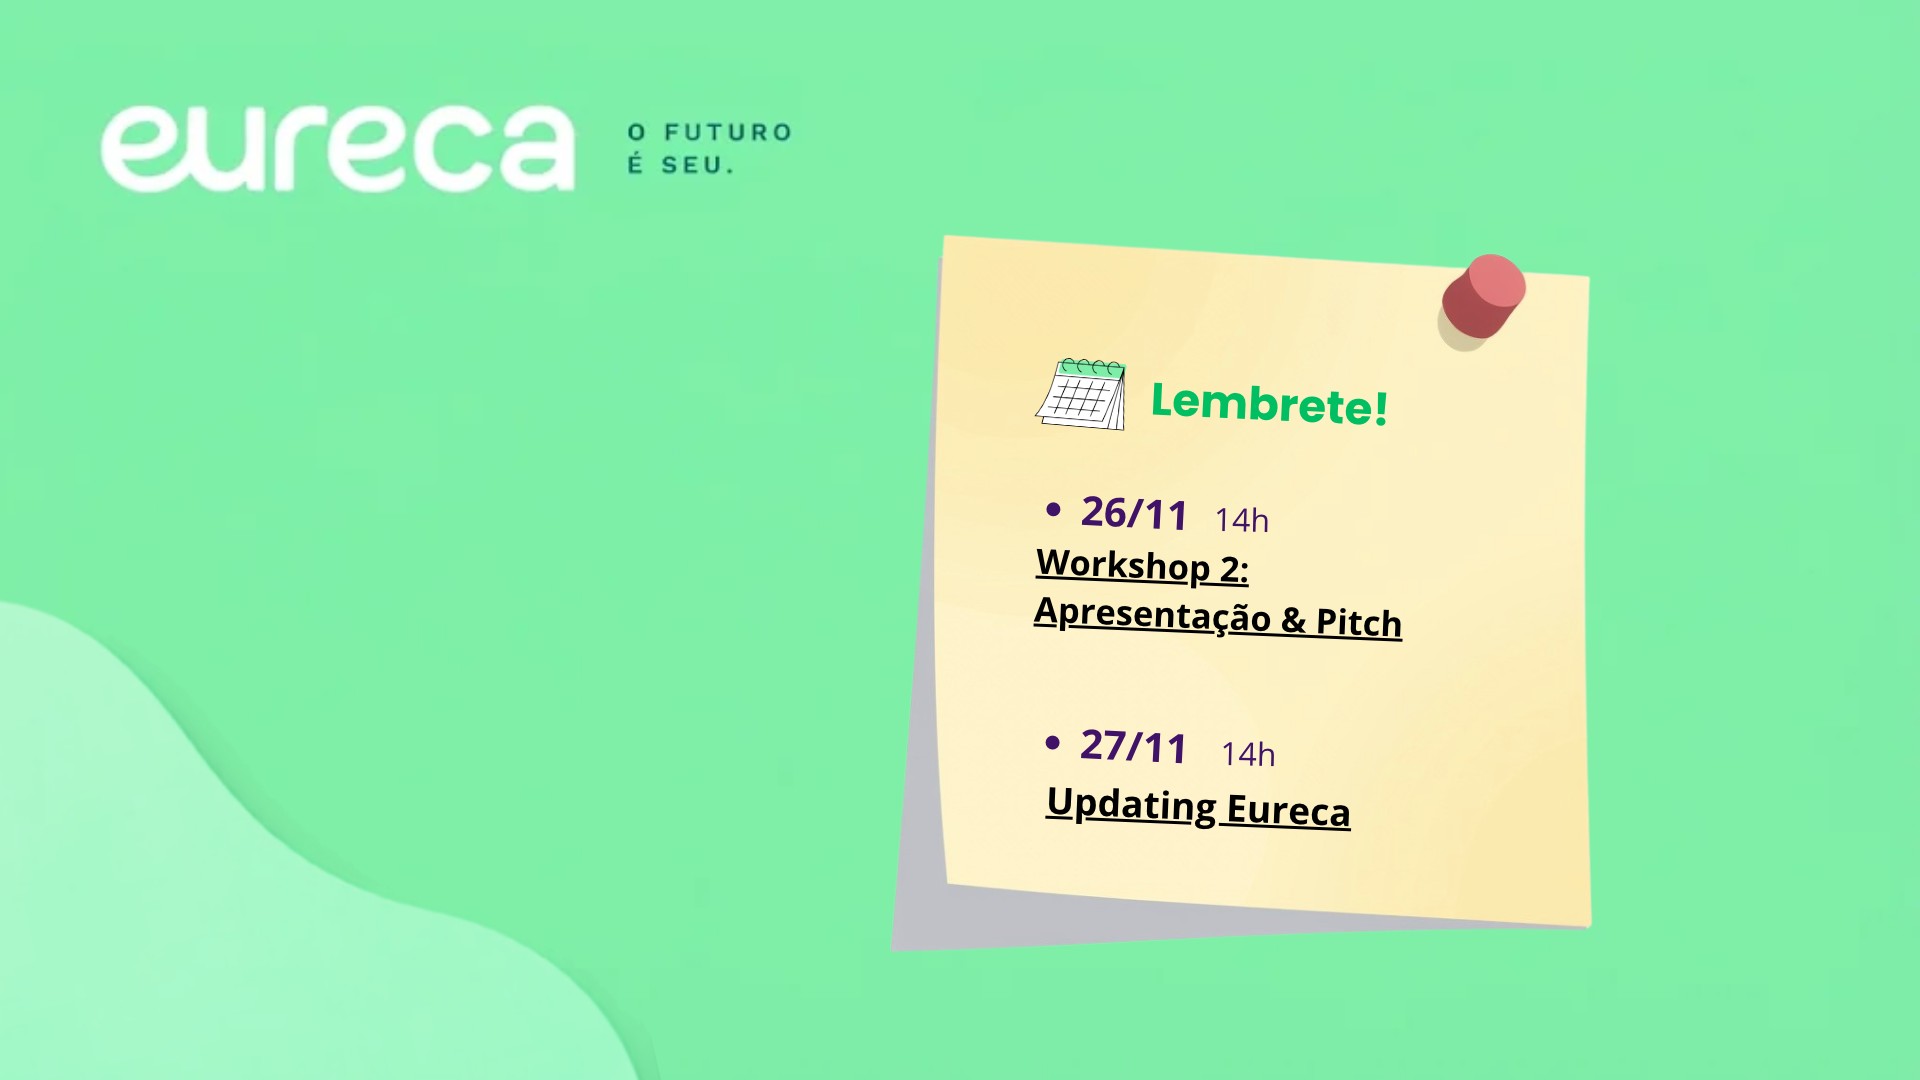 eureca
O FUTURO
É SEU.
Lembrete!
• 26/11 14h
Workshop 2:
Apresentação & Pitch
• 27/11 14h
Updating Eureca